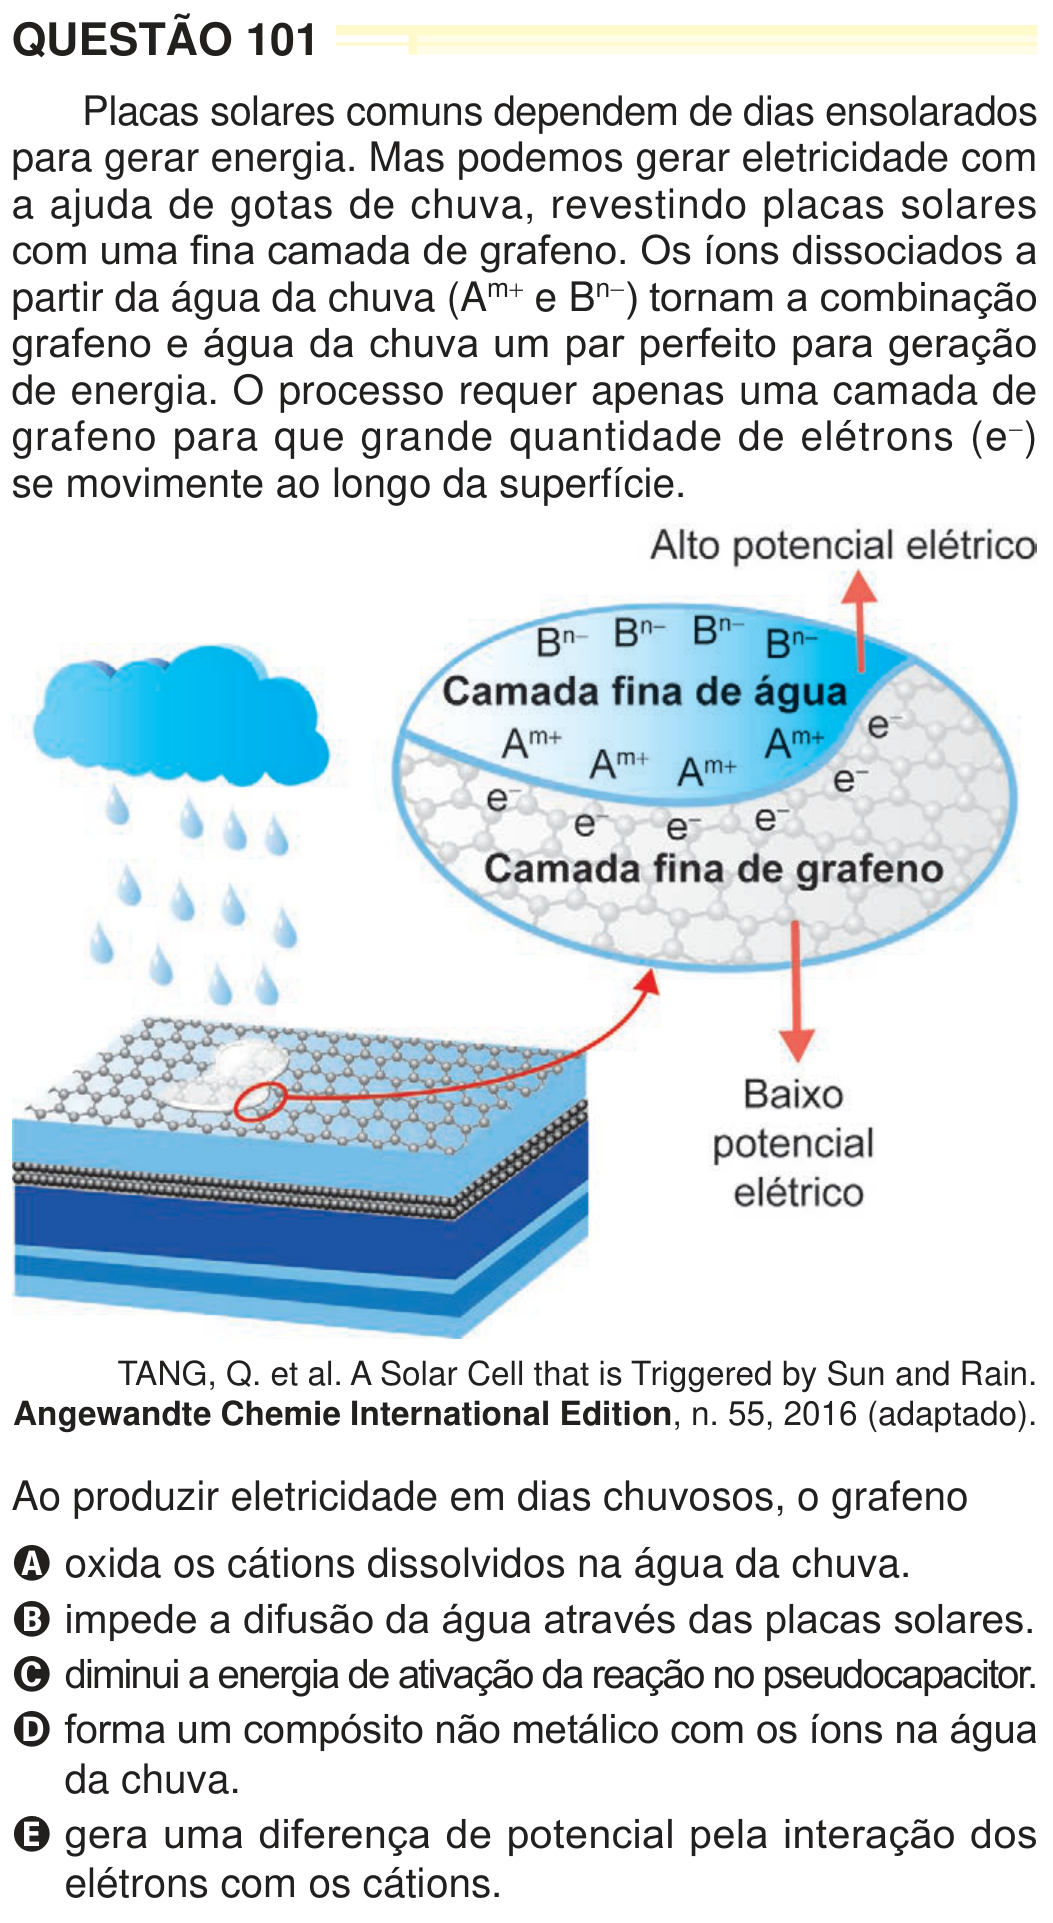 QUESTÃO 101
Placas solares comuns dependem de dias ensolarados
para gerar energia. Mas podemos gerar eletricidade com
a ajuda de gotas de chuva, revestindo placas solares
com uma fina camada de grafeno. Os íons dissociados a
partir da água da chuva (Aᵐ⁺ e Bⁿ⁻) tornam a combinação
grafeno e água da chuva um par perfeito para geração
de energia. O processo requer apenas uma camada de
grafeno para que grande quantidade de elétrons (e⁻)
se movimente ao longo da superfície.
Alto potencial elétrico
Bⁿ⁻ Bⁿ⁻ Bⁿ⁻ Bⁿ⁻
Camada fina de água
Aᵐ⁺ Aᵐ⁺ Aᵐ⁺ Aᵐ⁺
e⁻ e⁻ e⁻ e⁻ e⁻ e⁻
Camada fina de grafeno
Baixo
potencial
elétrico
TANG, Q. et al. A Solar Cell that is Triggered by Sun and Rain.
Angewandte Chemie International Edition, n. 55, 2016 (adaptado).
Ao produzir eletricidade em dias chuvosos, o grafeno
A oxida os cátions dissolvidos na água da chuva.
B impede a difusão da água através das placas solares.
C diminui a energia de ativação da reação no pseudocapacitor.
D forma um compósito não metálico com os íons na água
da chuva.
E gera uma diferença de potencial pela interação dos
elétrons com os cátions.